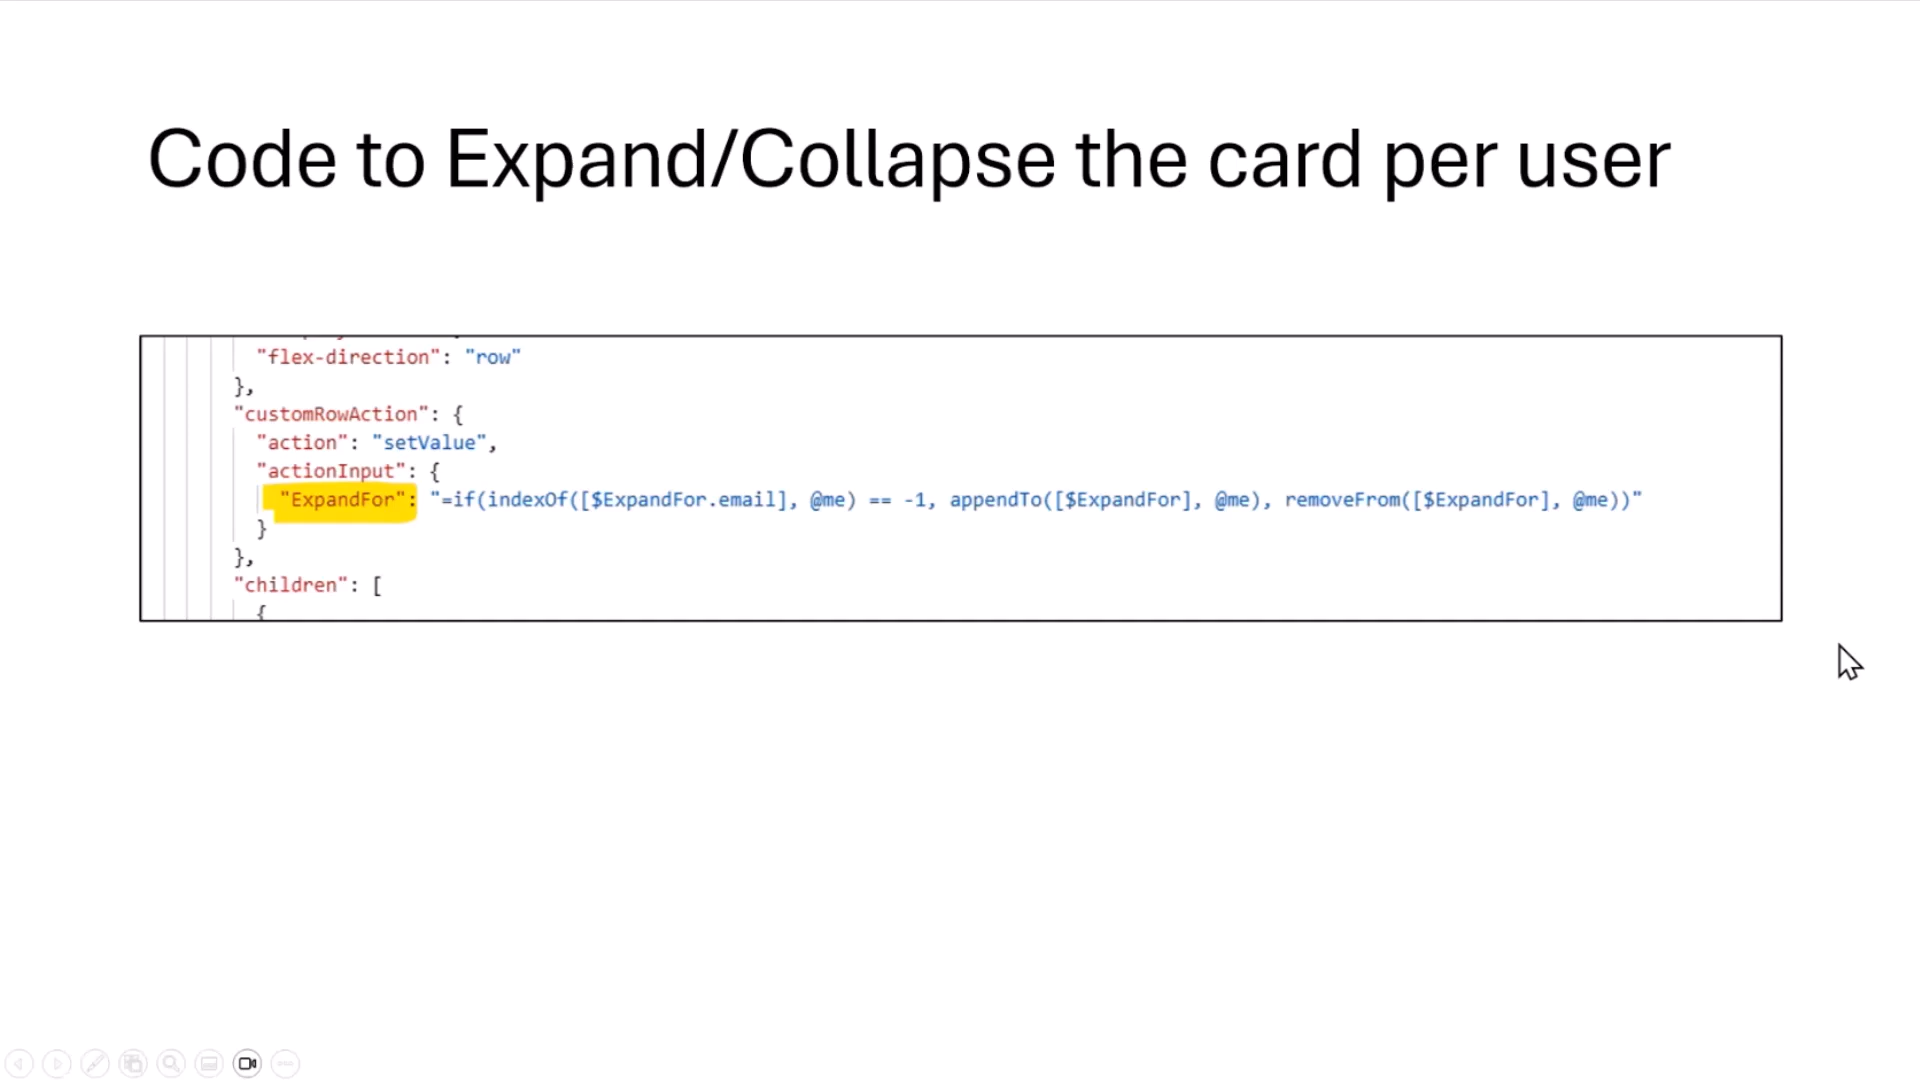 Code to Expand/Collapse the card per user
"flex-direction": "row"
},
"customRowAction": {
"action": "setValue",
"actionInput": {
"ExpandFor": "=if(indexOf([$ExpandFor.email], @me) == -1, appendTo([$ExpandFor], @me), removeFrom([$ExpandFor], @me))"
}
},
"children": [
{